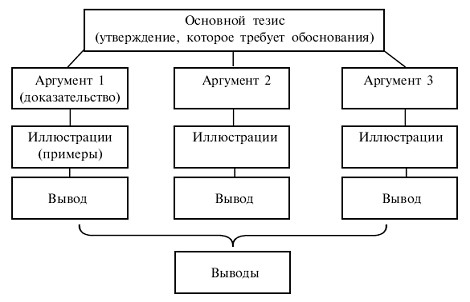 Основной тезис
(утверждение, которое требует обоснования)
Аргумент 1
(доказательство)
Аргумент 2
Аргумент 3
Иллюстрации
(примеры)
Иллюстрации
Иллюстрации
Вывод
Вывод
Вывод
Выводы